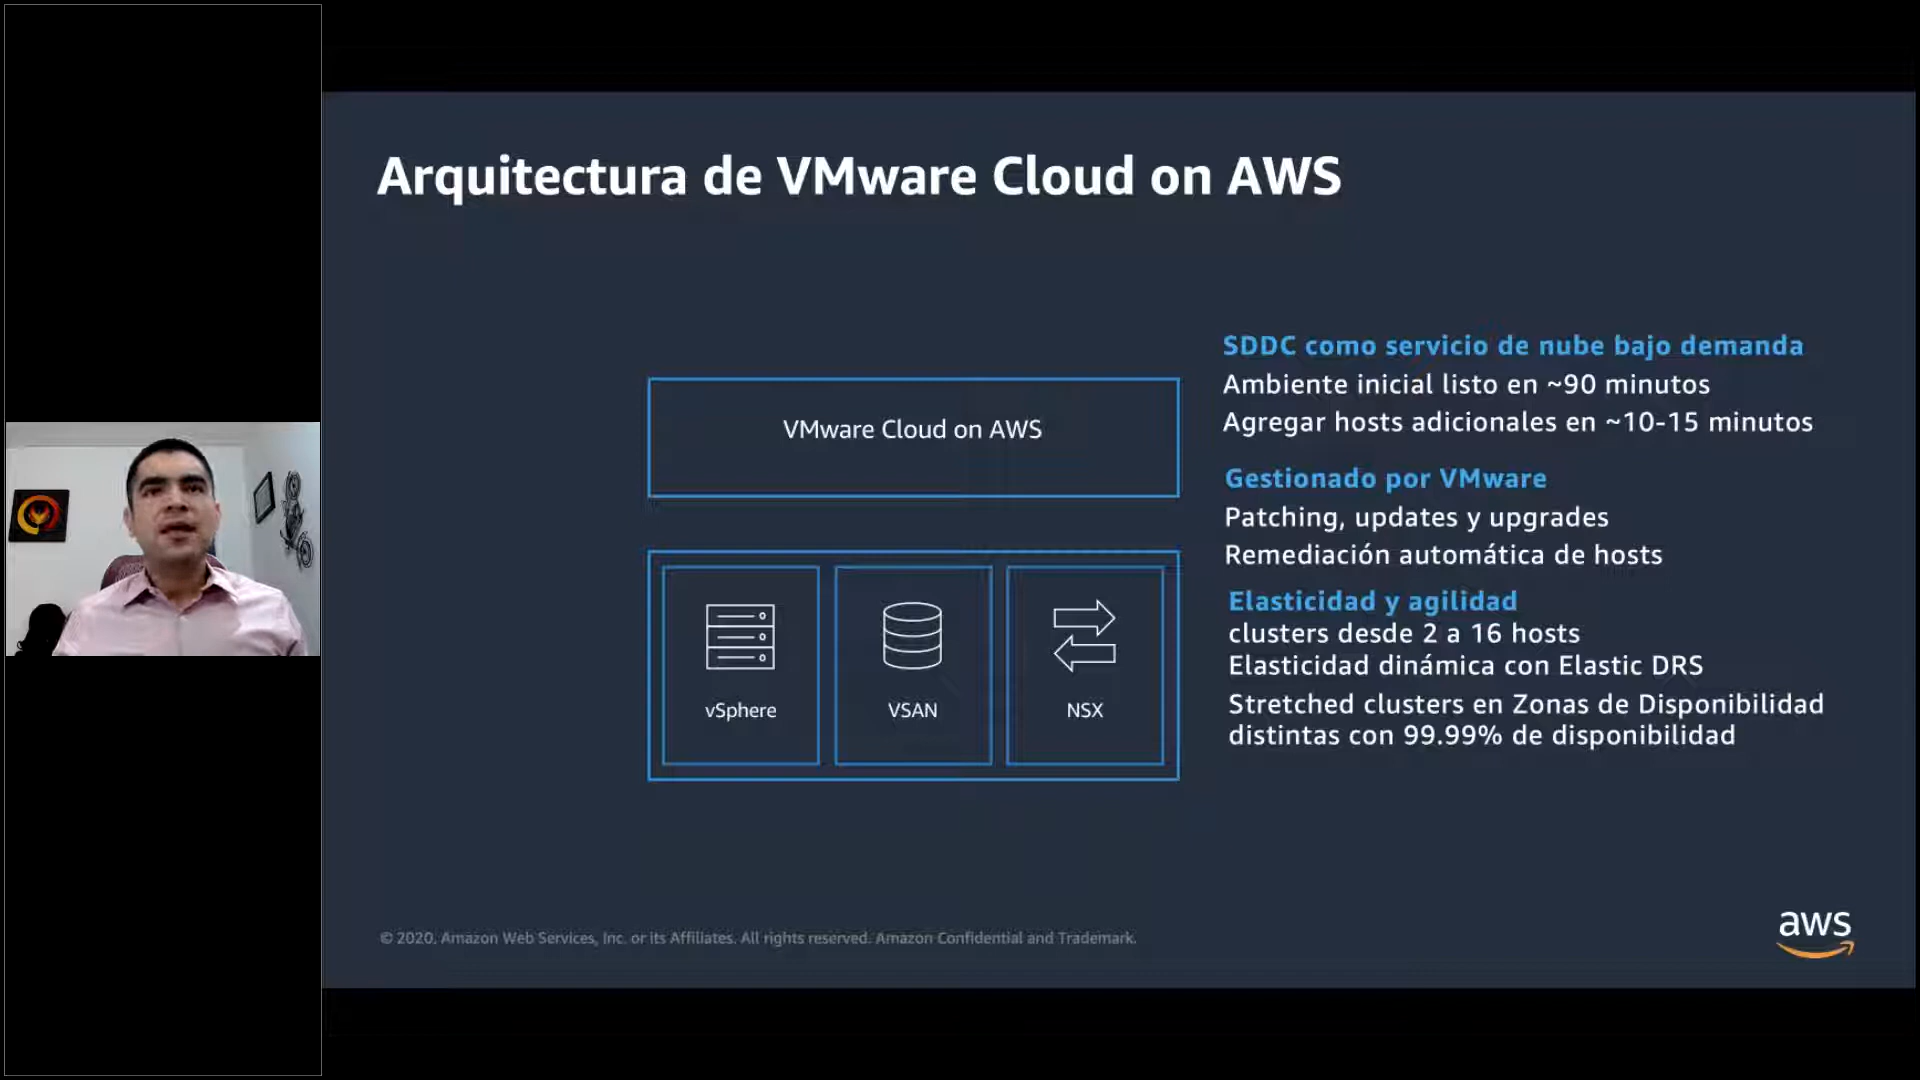 Arquitectura de VMware Cloud on AWS
VMware Cloud on AWS
vSphere
VSAN
NSX
SDDC como servicio de nube bajo demanda
Ambiente inicial listo en ~90 minutos
Agregar hosts adicionales en ~10-15 minutos
Gestionado por VMware
Patching, updates y upgrades
Remediación automática de hosts
Elasticidad y agilidad
clusters desde 2 a 16 hosts
Elasticidad dinámica con Elastic DRS
Stretched clusters en Zonas de Disponibilidad
distintas con 99.99% de disponibilidad
© 2020, Amazon Web Services, Inc. or its Affiliates. All rights reserved. Amazon Confidential and Trademark.
aws